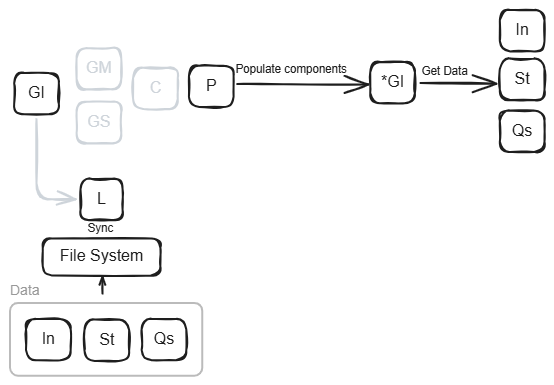 In
GM
Populate components
Get Data
GI
C
P
*GI
St
GS
Qs
L
Sync
File System
Data
In
St
Qs